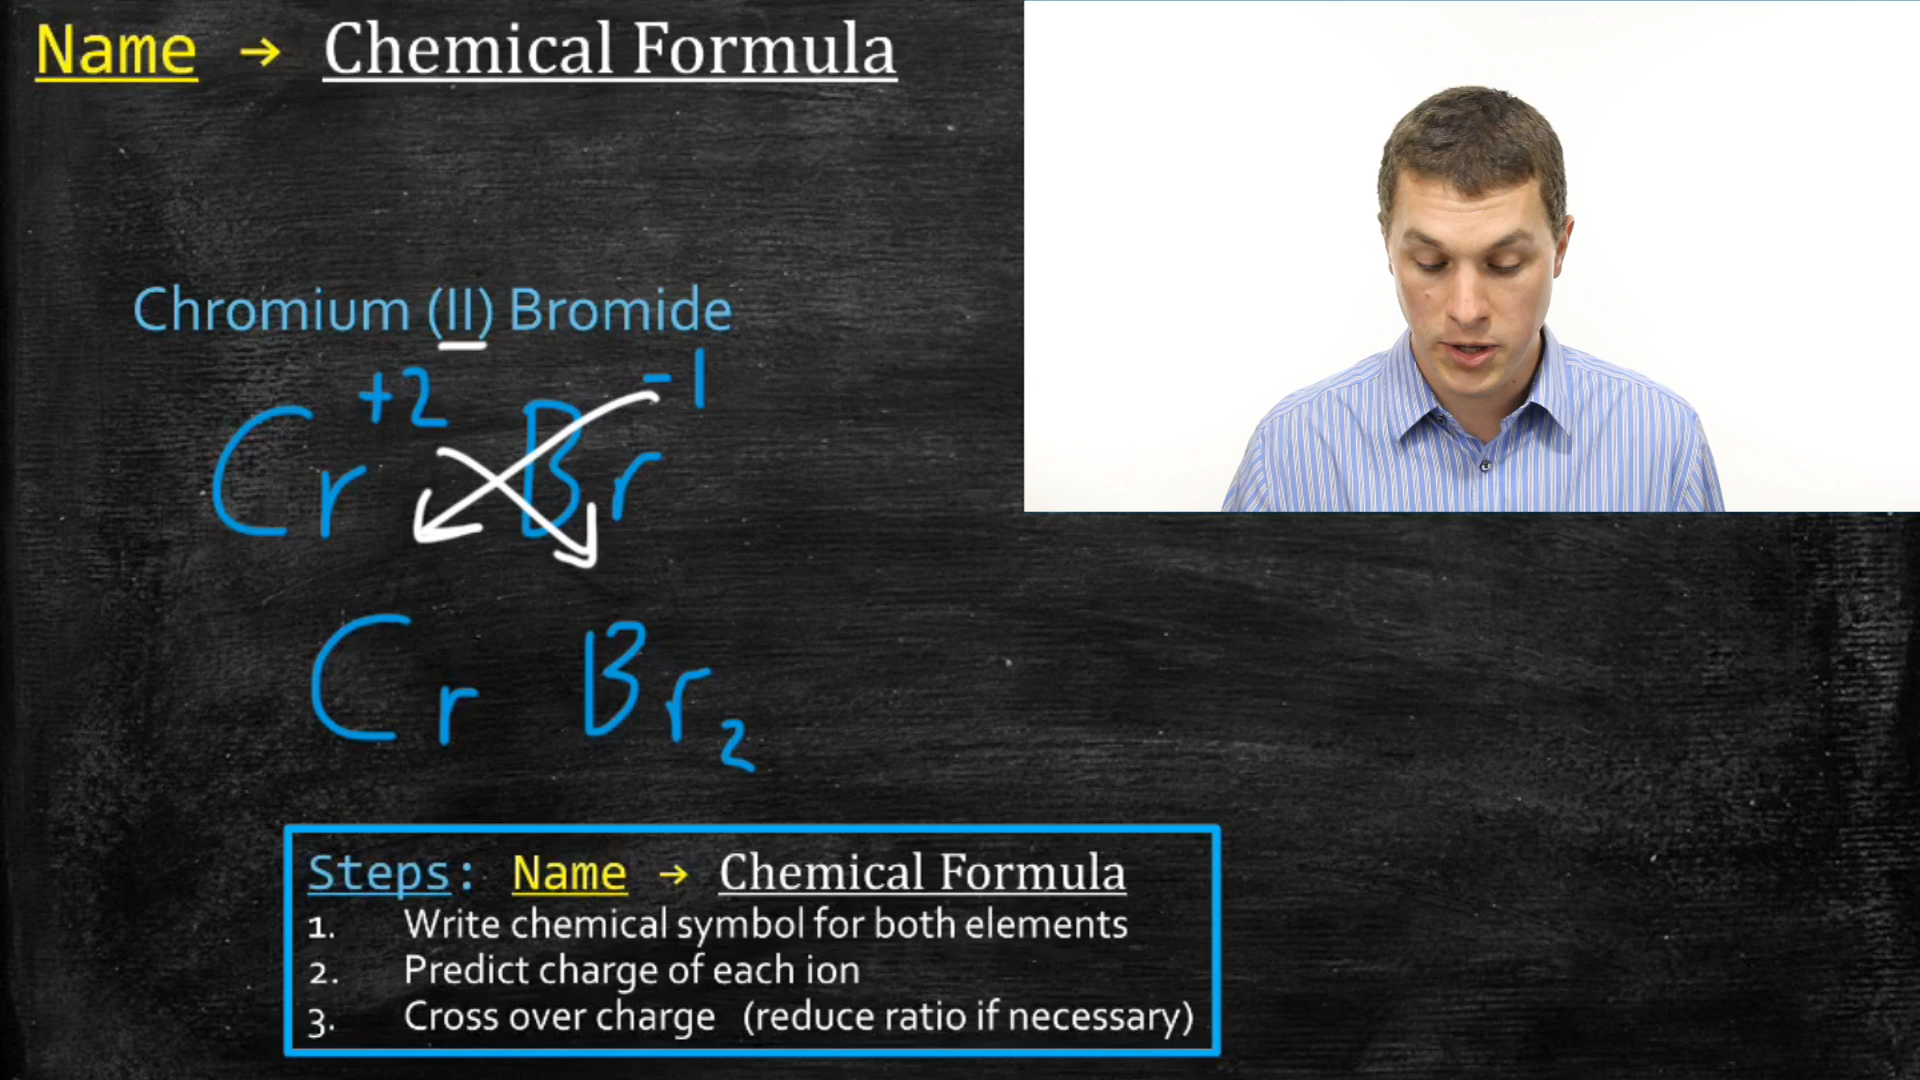 Name → Chemical Formula
Chromium (II) Bromide
Cr +2 Br -1
Cr Br2
Steps: Name → Chemical Formula
1. Write chemical symbol for both elements
2. Predict charge of each ion
3. Cross over charge (reduce ratio if necessary)